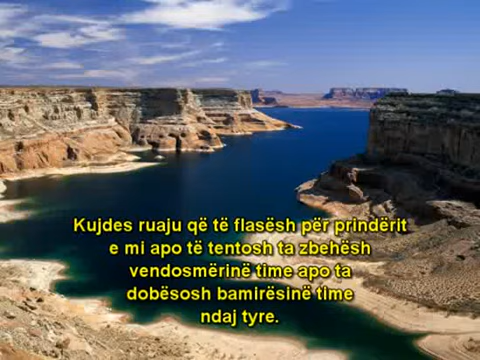 Kujdes ruaju që të flasësh për prindërit
e mi apo të tentosh ta zbehësh
vendosmërinë time apo ta
dobësosh bamirësinë time
ndaj tyre.